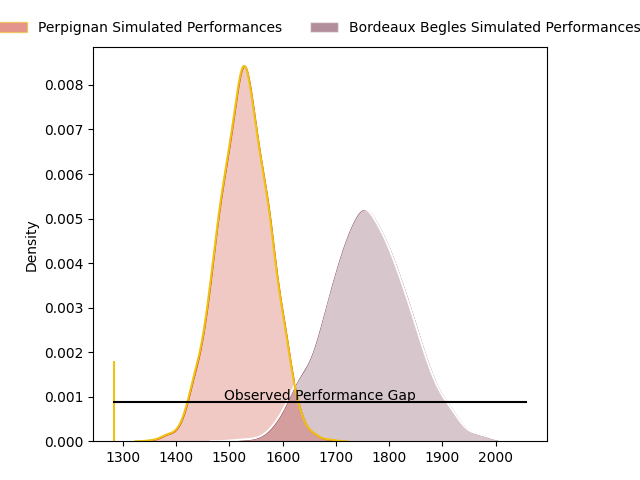 Perpignan Simulated Performances
Bordeaux Begles Simulated Performances
0.008
0.007
0.006
0.005
0.004
0.003
0.002
0.001
0.000
Density
Observed Performance Gap
1300 1400 1500 1600 1700 1800 1900 2000